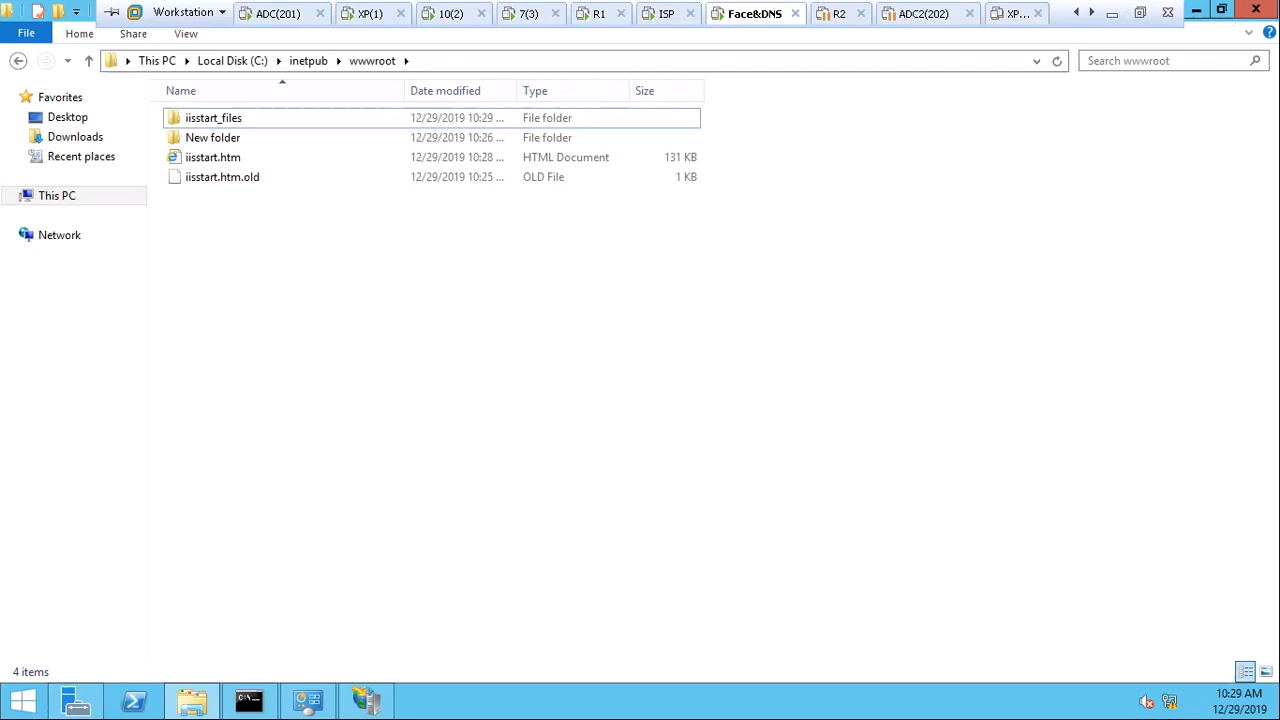 Workstation ADC(201) XP(1) 7(3) R1 ISP Face&DNS R2 ADC2(202) XP...
File Home Share View
This PC Local Disk (C:) inetpub wwwroot Search wwwroot
Name Date modified Type Size
Favorites
Desktop
Downloads
Recent places
This PC
Network
iisstart_files 12/29/2019 10:29 ... File folder
New folder 12/29/2019 10:26 ... File folder
iisstart.htm 12/29/2019 10:28 ... HTML Document 131 KB
iisstart.htm.old 12/29/2019 10:25 ... OLD File 1 KB
4 items
10:29 AM
12/29/2019